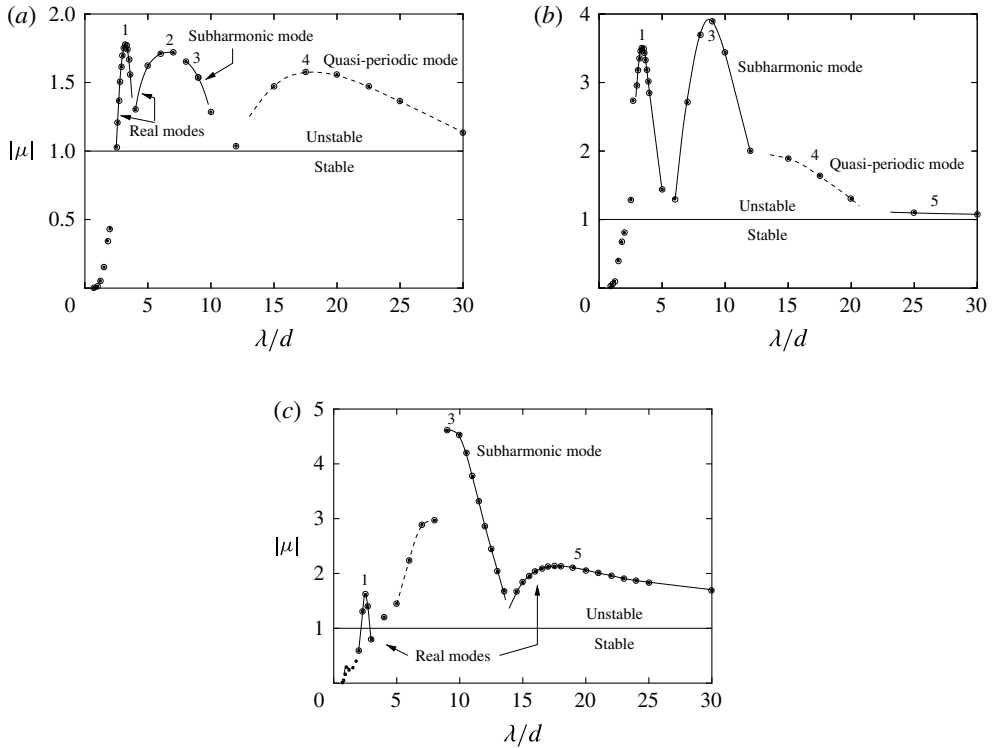 (a)
2.0
1.5
1.0
0.5
0
|μ|
1
2
3
4
Subharmonic mode
Quasi-periodic mode
Real modes
Unstable
Stable
5 10 15 20 25 30
λ/d
(b)
4
3
2
1
0
1
3
Subharmonic mode
4
Quasi-periodic mode
5
Unstable
Stable
5 10 15 20 25 30
λ/d
(c)
5
4
3
2
1
0
|μ|
3
Subharmonic mode
1
5
Unstable
Stable
Real modes
5 10 15 20 25 30
λ/d